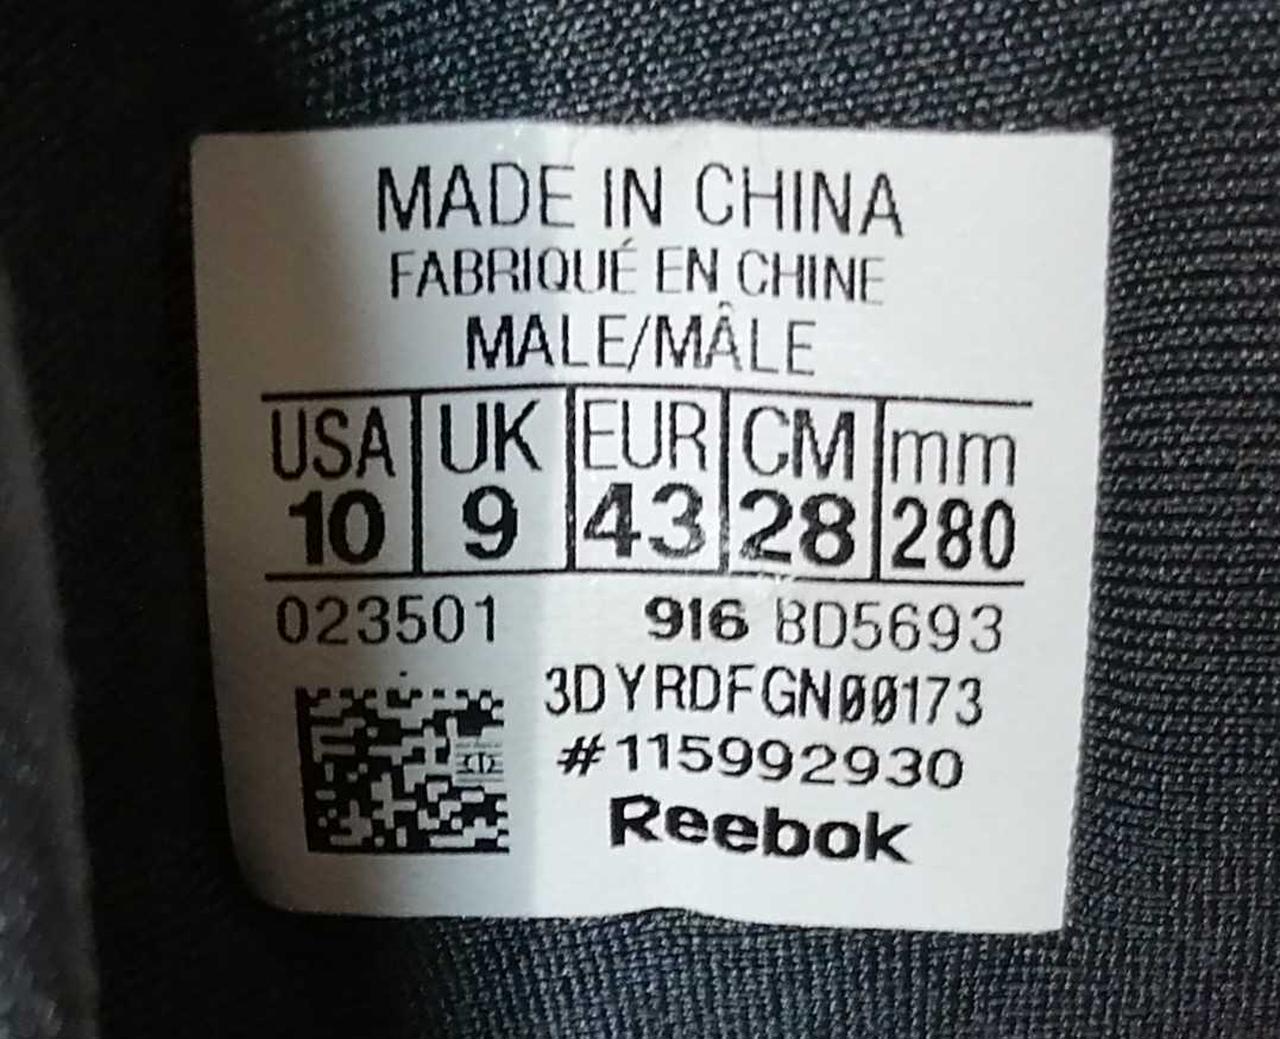 MADE IN CHINA
FABRIQUÉ EN CHINE
MALE/MÂLE
USA UK EUR CM mm
10 9 43 28 280
023501 916 BD5693
3DYRDFGN00173
#115992930
Reebok